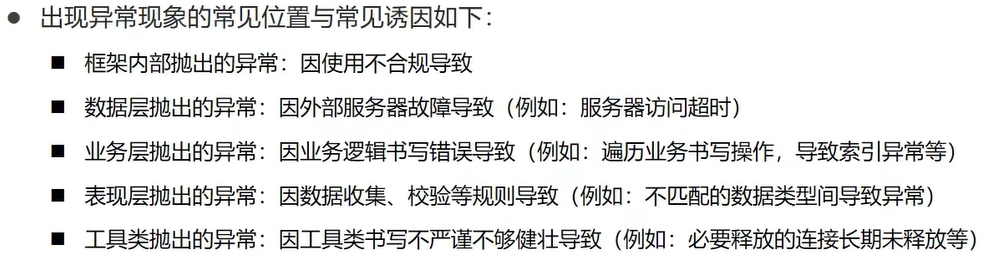 ● 出现异常现象的常见位置与常见诱因如下：
■ 框架内部抛出的异常：因使用不合规导致
■ 数据层抛出的异常：因外部服务器故障导致（例如：服务器访问超时）
■ 业务层抛出的异常：因业务逻辑书写错误导致（例如：遍历业务书写操作，导致索引异常等）
■ 表现层抛出的异常：因数据收集、校验等规则导致（例如：不匹配的数据类型间导致异常）
■ 工具类抛出的异常：因工具类书写不严谨不够健壮导致（例如：必要释放的连接长期未释放等）